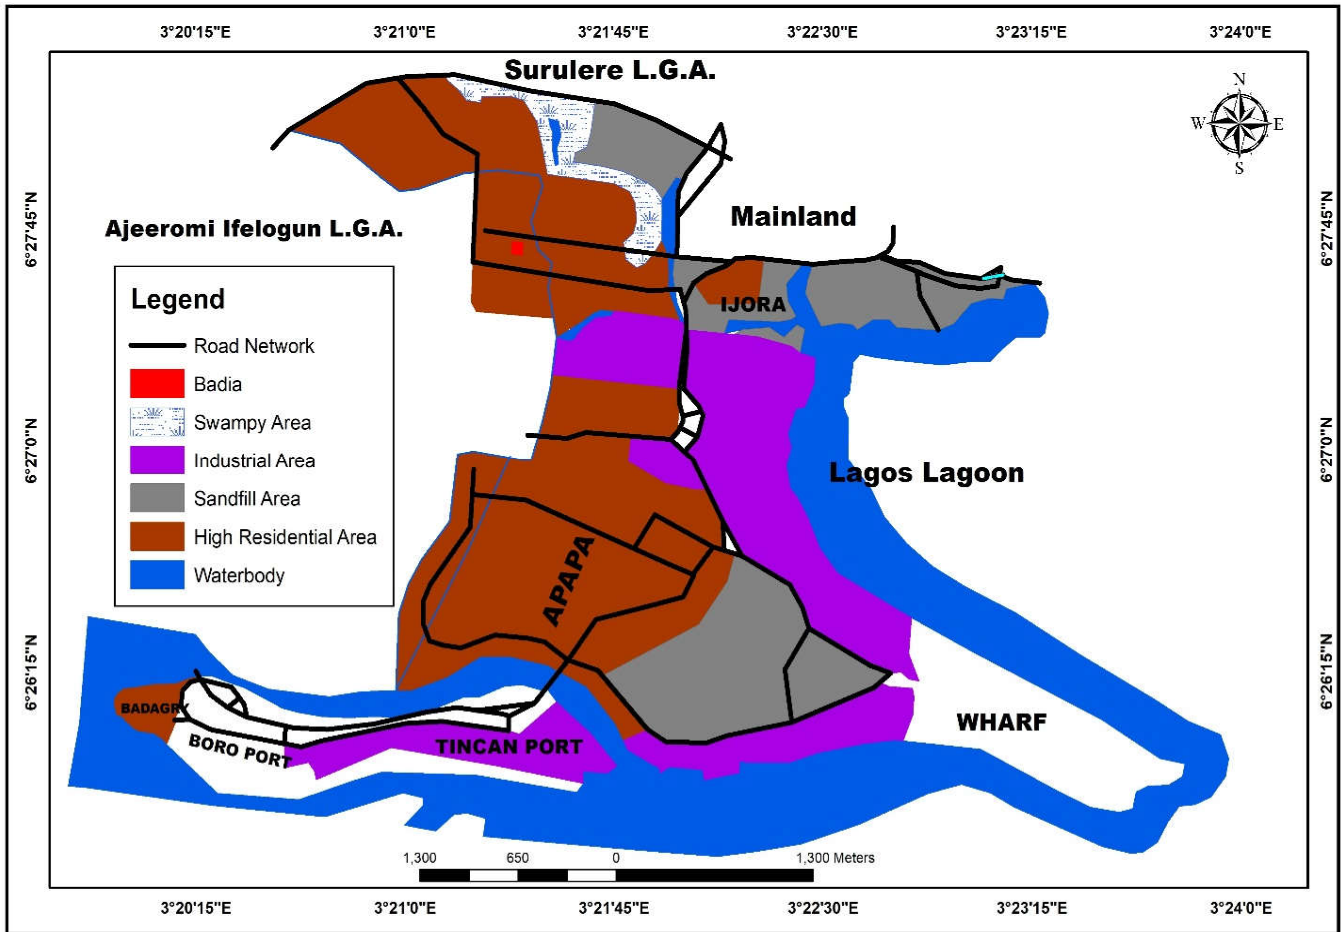 3°20'15"E 3°21'0"E 3°21'45"E 3°22'30"E 3°23'15"E 3°24'0"E
Surulere L.G.A.
N
W E
S
6°27'45"N
6°27'45"N
Mainland
Ajeeromi Ifelogun L.G.A.
IJORA
Legend
Road Network
Badia
Swampy Area
Industrial Area
Sandfill Area
High Residential Area
Waterbody
6°27'0"N
6°27'0"N
Lagos Lagoon
APAPA
6°26'15"N
6°26'15"N
BADAGRY
WHARF
BORO PORT
TINCAN PORT
1,300 650 0 1,300 Meters
3°20'15"E 3°21'0"E 3°21'45"E 3°22'30"E 3°23'15"E 3°24'0"E